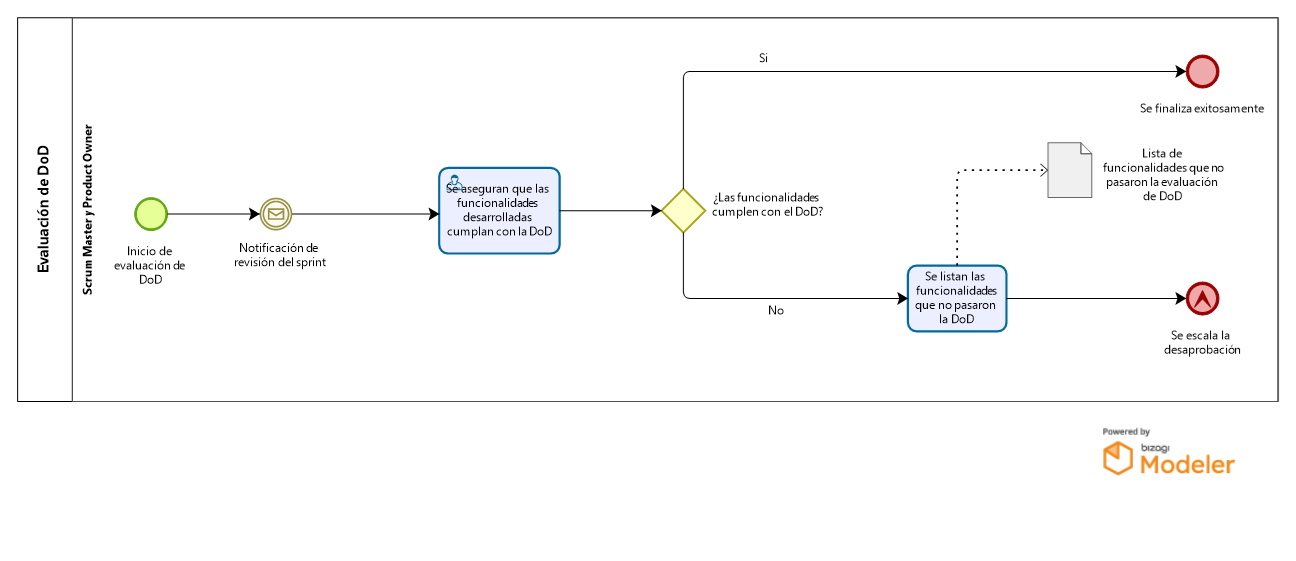 Evaluación de DoD
Scrum Master y Product Owner
Inicio de
evaluación de
DoD
Notificación de
revisión del sprint
Se aseguran que las
funcionalidades
desarrolladas
cumplan con la DoD
¿Las funcionalidades
cumplen con el DoD?
Si
Se finaliza exitosamente
No
Se listan las
funcionalidades
que no pasaron
la DoD
Lista de
funcionalidades que no
pasaron la evaluación
de DoD
Se escala la
desaprobación
Powered by
bizagi
Modeler